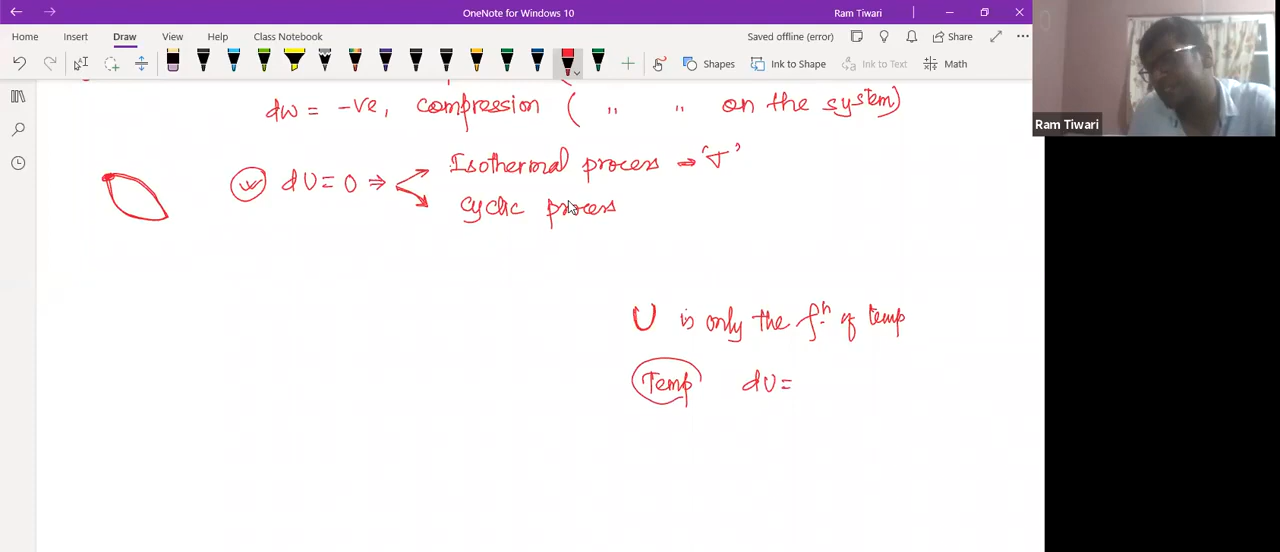 OneNote for Windows 10
Ram Tiwari
Home Insert Draw View Help Class Notebook
Saved offline (error)
Share
Shapes
Ink to Shape
Ink to Text
Math
Ram Tiwari
dw = -ve, compression ( ,, ,, on the system)
dU = 0 ⇒
Isothermal process → 'T'
Cyclic process
U is only the fⁿ of temp
Temp dU =